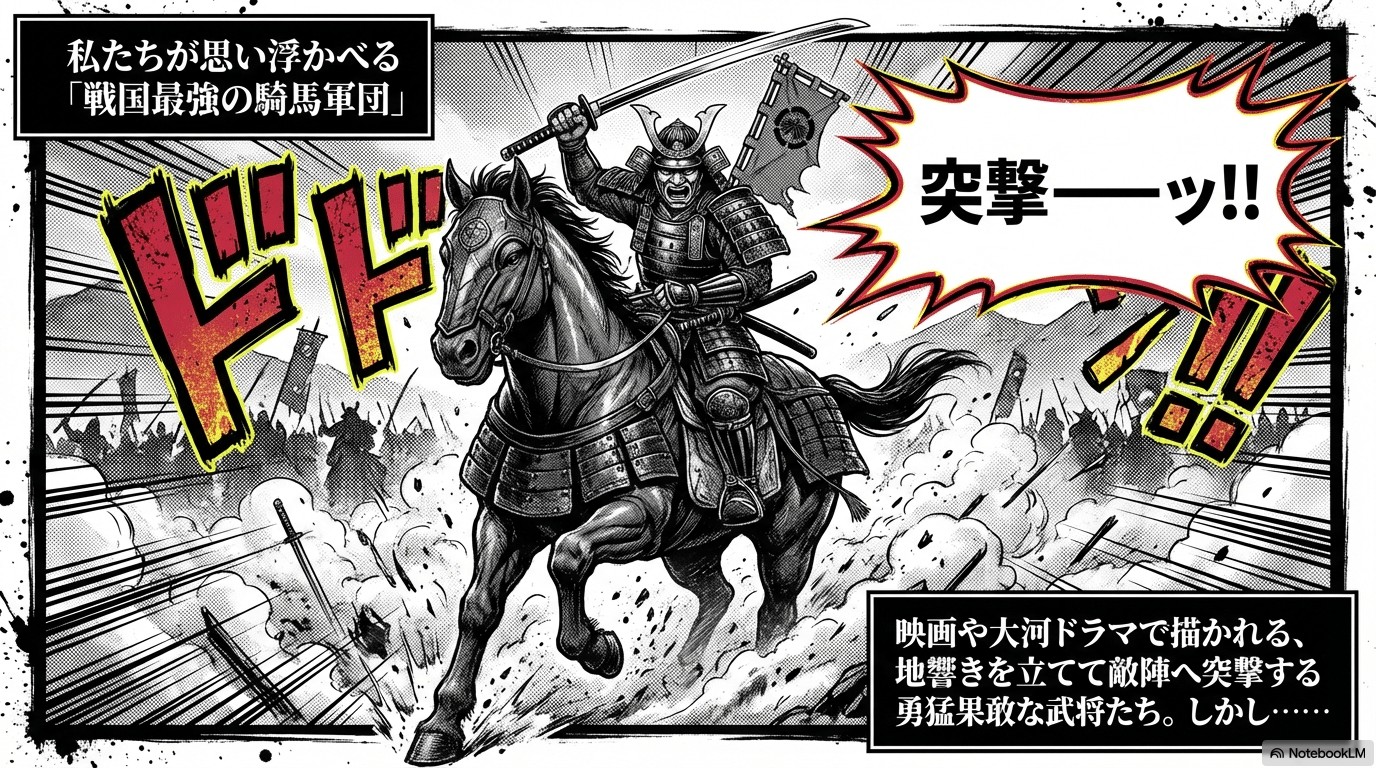 私たちが思い浮かべる
「戦国最強の騎馬軍団」
突撃──ッ!!
ドド
!!
映画や大河ドラマで描かれる、
地響きを立てて敵陣へ突撃する
勇猛果敢な武将たち。しかし……
NotebookLM